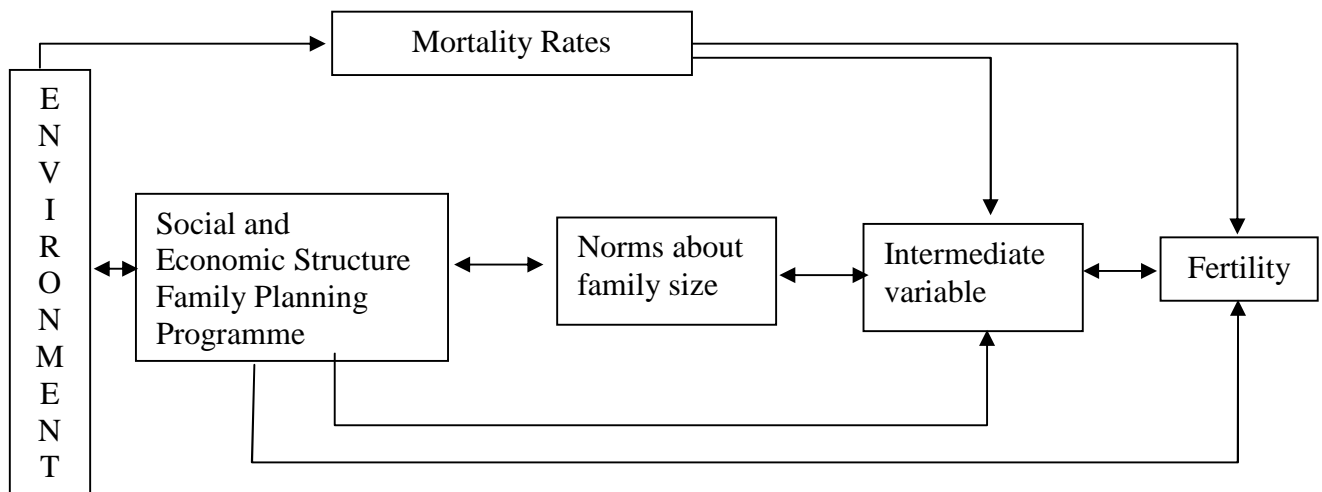 Mortality Rates
E
N
V
I
R
O
N
M
E
N
T
Social and
Economic Structure
Family Planning
Programme
Norms about
family size
Intermediate
variable
Fertility